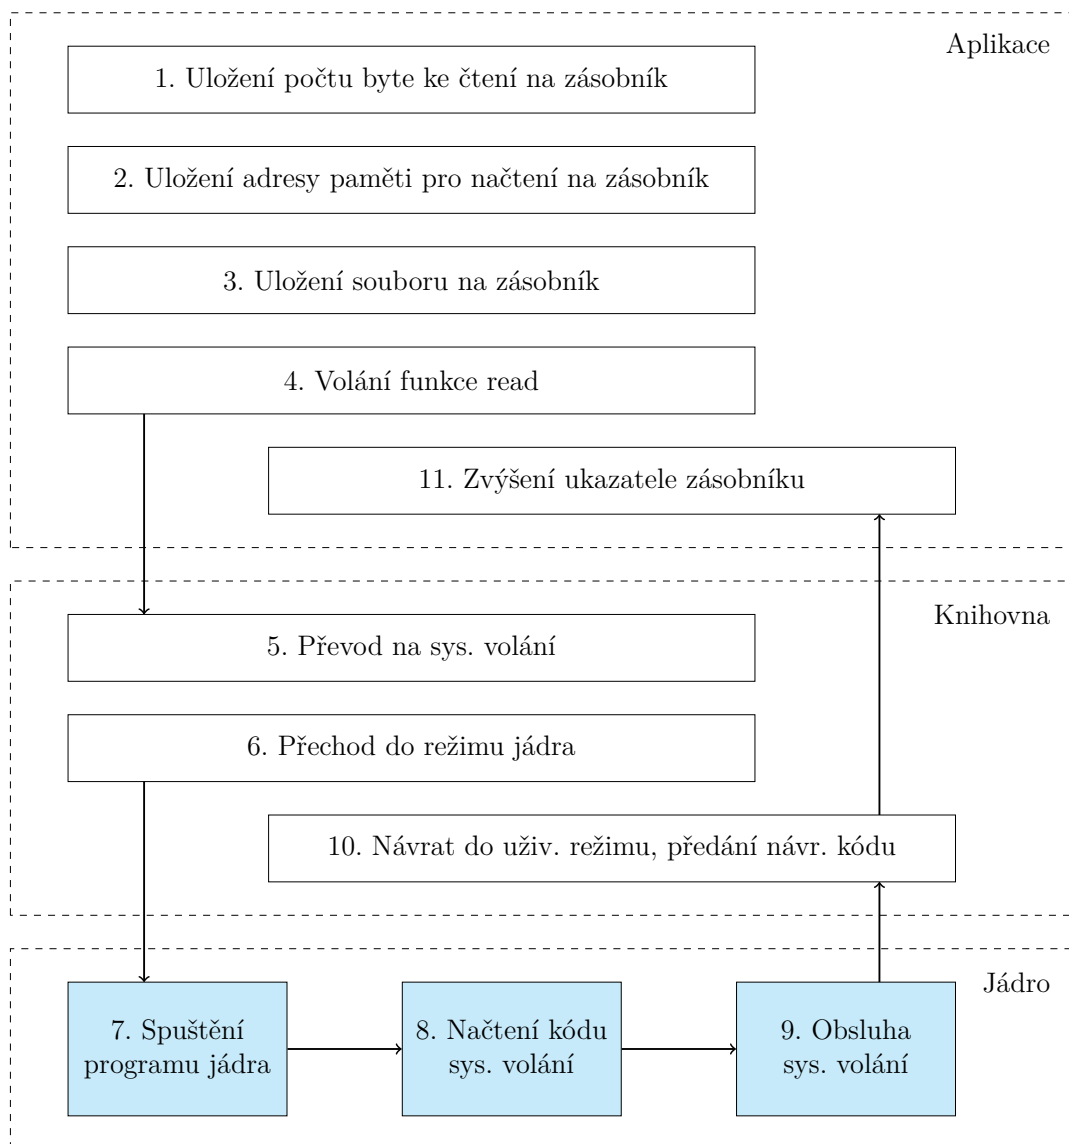 Aplikace
1. Uložení počtu byte ke čtení na zásobník
2. Uložení adresy paměti pro načtení na zásobník
3. Uložení souboru na zásobník
4. Volání funkce read
11. Zvýšení ukazatele zásobníku
Knihovna
5. Převod na sys. volání
6. Přechod do režimu jádra
10. Návrat do uživ. režimu, předání návr. kódu
Jádro
7. Spuštění
programu jádra
8. Načtení kódu
sys. volání
9. Obsluha
sys. volání